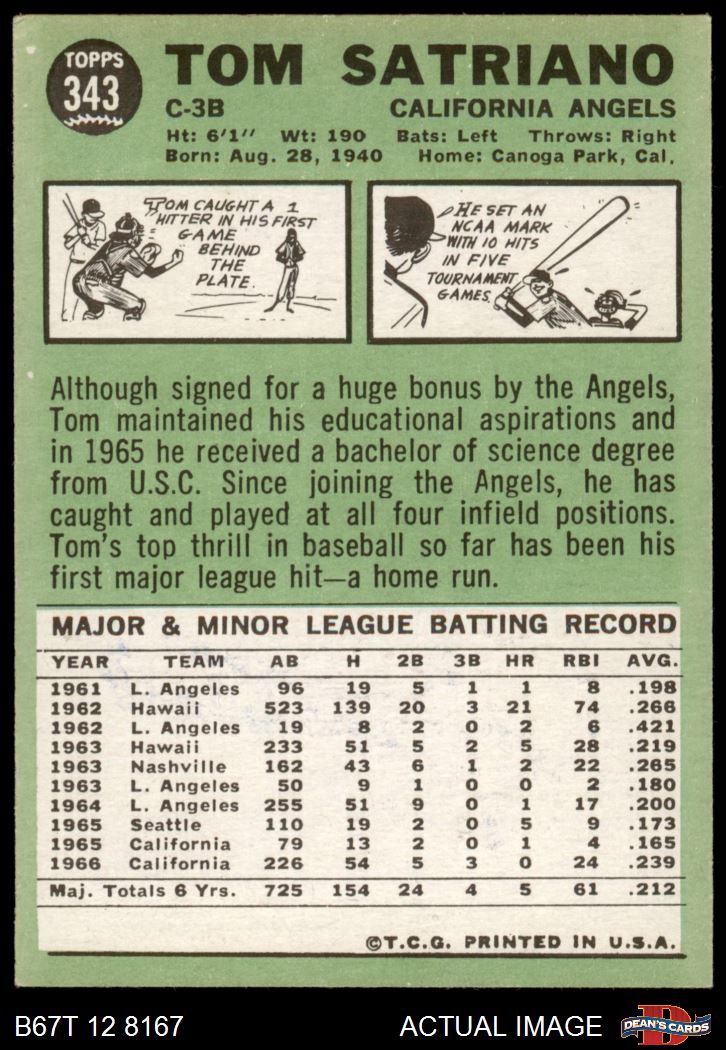 TOPPS
343
TOM SATRIANO
C-3B CALIFORNIA ANGELS
Ht: 6'1" Wt: 190 Bats: Left Throws: Right
Born: Aug. 28, 1940 Home: Canoga Park, Cal.
TOM CAUGHT A 1
HITTER IN HIS FIRST
GAME
BEHIND
THE
PLATE.
HE SET AN
NCAA MARK
WITH 10 HITS
IN FIVE
TOURNAMENT
GAMES.
Although signed for a huge bonus by the Angels,
Tom maintained his educational aspirations and
in 1965 he received a bachelor of science degree
from U.S.C. Since joining the Angels, he has
caught and played at all four infield positions.
Tom's top thrill in baseball so far has been his
first major league hit—a home run.
MAJOR & MINOR LEAGUE BATTING RECORD
YEAR TEAM AB H 2B 3B HR RBI AVG.
1961 L. Angeles 96 19 5 1 1 8 .198
1962 Hawaii 523 139 20 3 21 74 .266
1962 L. Angeles 19 8 2 0 2 6 .421
1963 Hawaii 233 51 5 2 5 28 .219
1963 Nashville 162 43 6 1 2 22 .265
1963 L. Angeles 50 9 1 0 0 2 .180
1964 L. Angeles 255 51 9 0 1 17 .200
1965 Seattle 110 19 2 0 5 9 .173
1965 California 79 13 2 0 1 4 .165
1966 California 226 54 5 3 0 24 .239
Maj. Totals 6 Yrs. 725 154 24 4 5 61 .212
©T.C.G. PRINTED IN U.S.A.
B67T 12 8167 ACTUAL IMAGE
D
DEAN'S CARDS